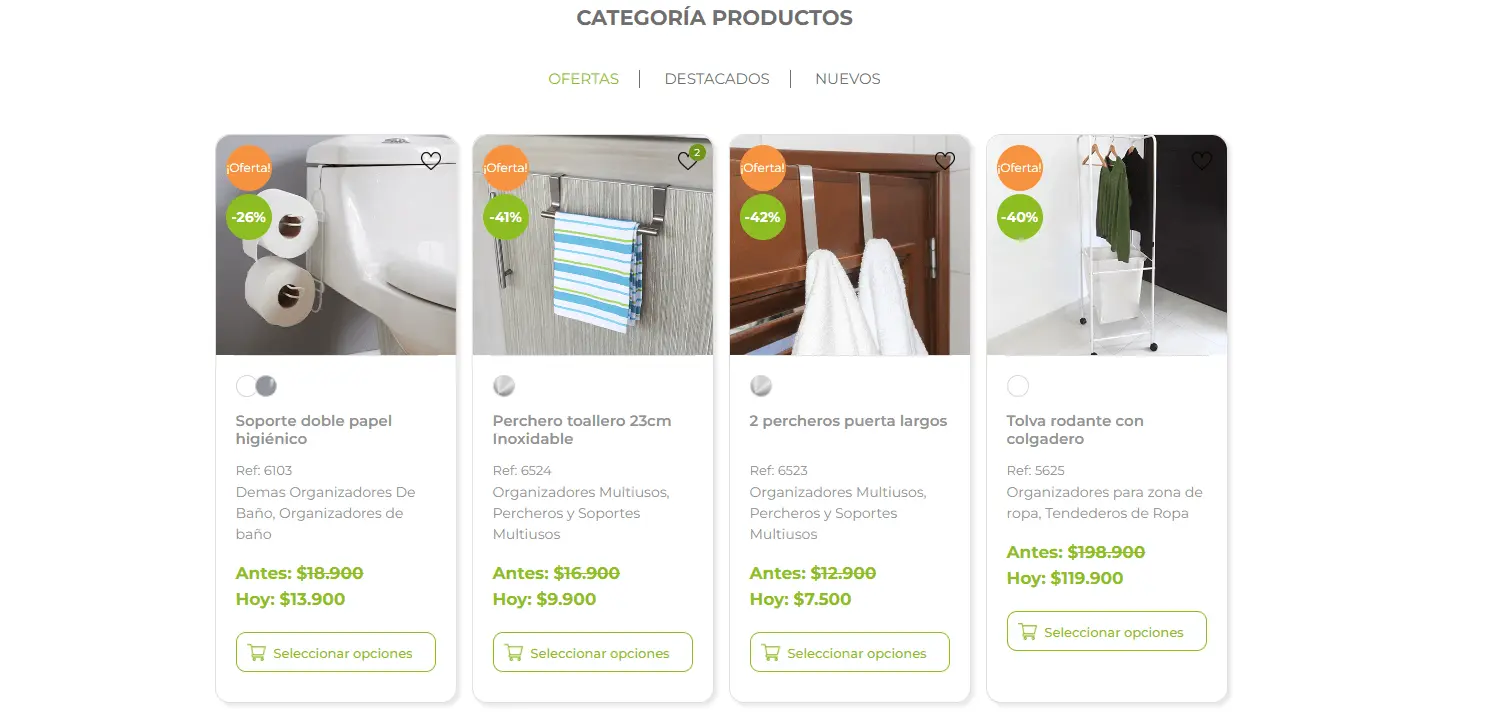 CATEGORÍA PRODUCTOS
OFERTAS
DESTACADOS
NUEVOS
¡Oferta!
-26%
Soporte doble papel
higiénico
Ref: 6103
Demas Organizadores De
Baño, Organizadores de
baño
Antes: $18.900
Hoy: $13.900
Seleccionar opciones
¡Oferta!
2
-41%
Perchero toallero 23cm
Inoxidable
Ref: 6524
Organizadores Multiusos,
Percheros y Soportes
Multiusos
Antes: $16.900
Hoy: $9.900
Seleccionar opciones
¡Oferta!
-42%
2 percheros puerta largos
Ref: 6523
Organizadores Multiusos,
Percheros y Soportes
Multiusos
Antes: $12.900
Hoy: $7.500
Seleccionar opciones
¡Oferta!
-40%
Tolva rodante con
colgadero
Ref: 5625
Organizadores para zona de
ropa, Tendederos de Ropa
Antes: $198.900
Hoy: $119.900
Seleccionar opciones